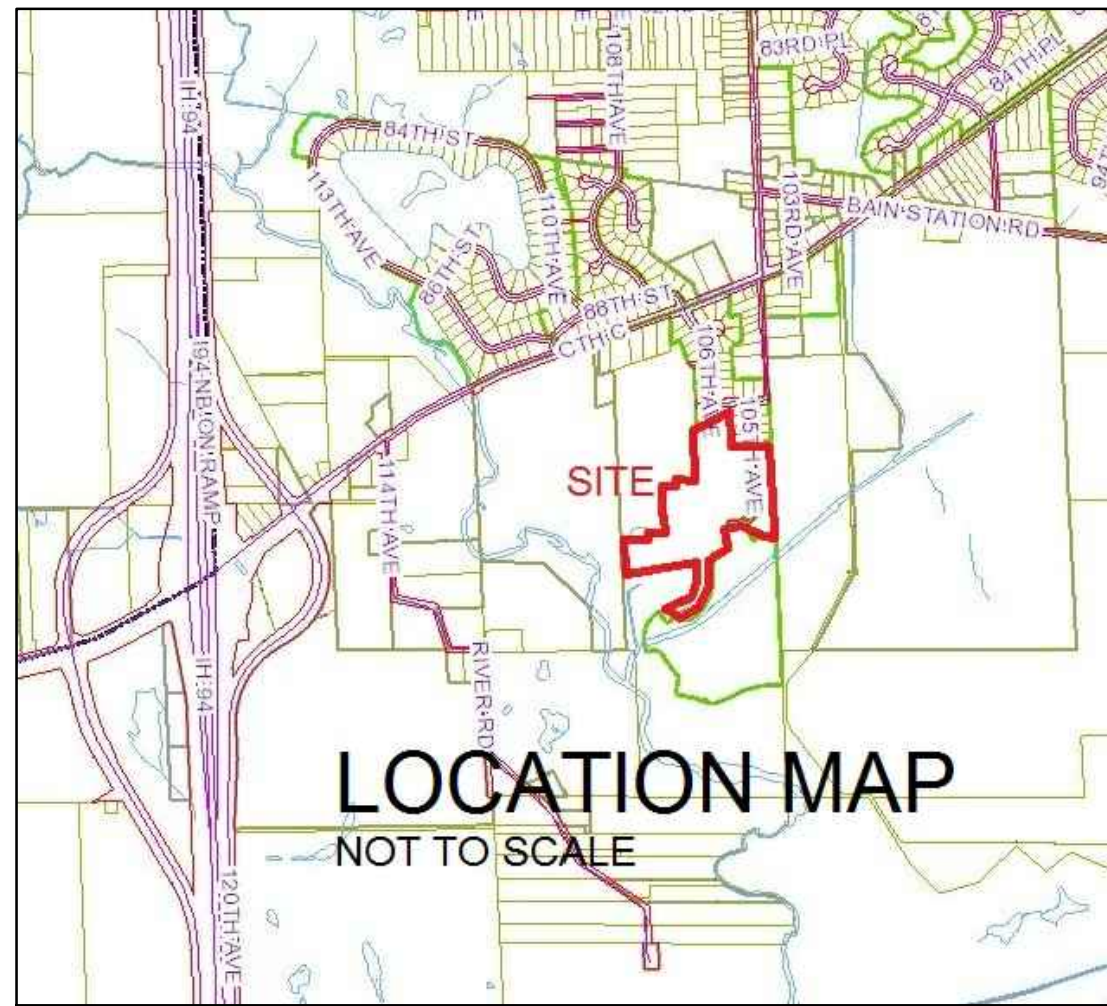 IH:94
108TH AVE
83RD PL
84TH PL
84TH ST
94TH
113TH AVE
110TH AVE
103RD AVE
BAIN STATION RD
86TH ST
88TH ST
CTH C
106TH AVE
I94 NB ON RAMP
105TH AVE
SITE
114TH AVE
RIVER RD
IH:94
LOCATION MAP
NOT TO SCALE
120TH AVE